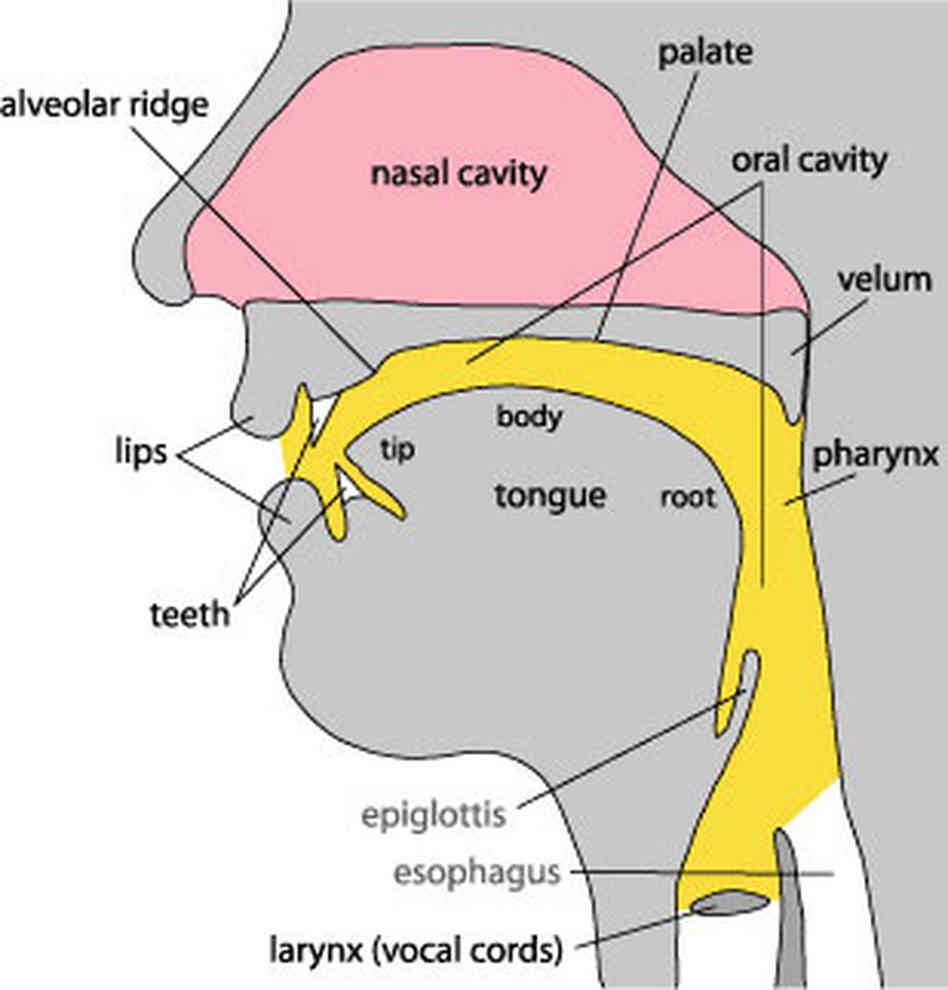 palate
alveolar ridge
oral cavity
nasal cavity
velum
body
lips
tip
pharynx
tongue
root
teeth
epiglottis
esophagus
larynx (vocal cords)